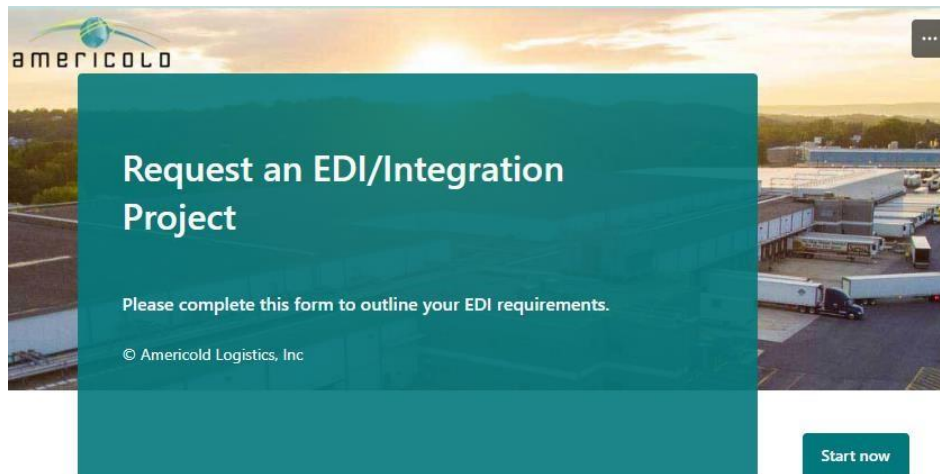 americold
...
Request an EDI/Integration
Project
Please complete this form to outline your EDI requirements.
© Americold Logistics, Inc
Start now